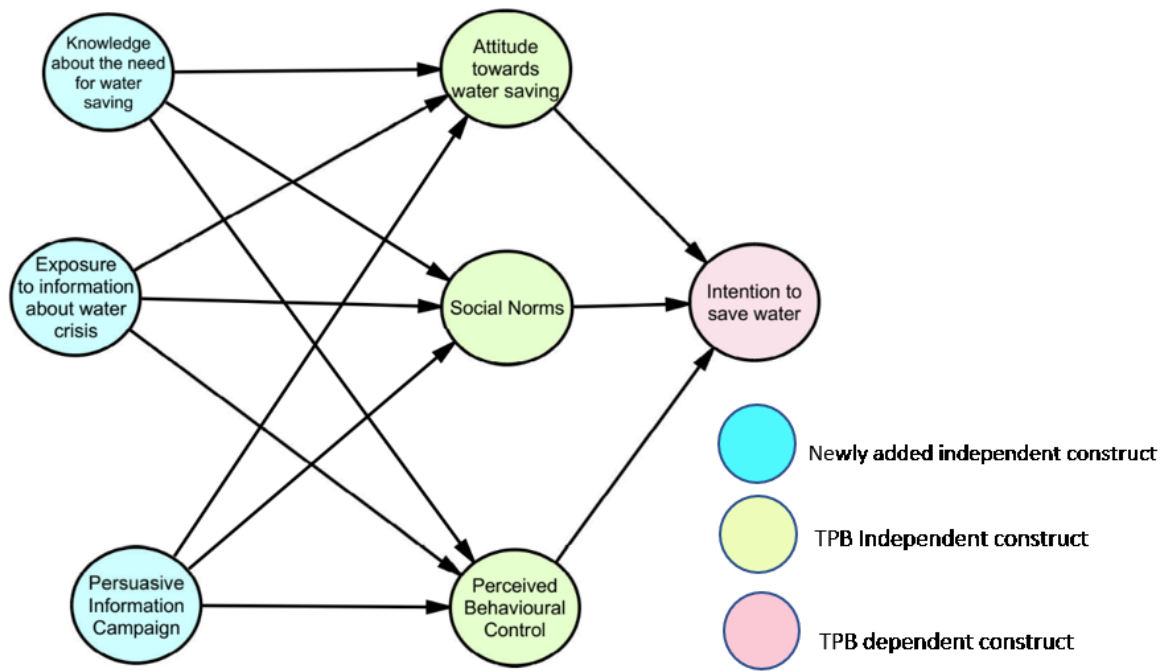 Knowledge
about the need
for water
saving
Attitude
towards
water saving
Exposure
to information
about water
crisis
Social Norms
Intention to
save water
Persuasive
Information
Campaign
Perceived
Behavioural
Control
Newly added independent construct
TPB Independent construct
TPB dependent construct